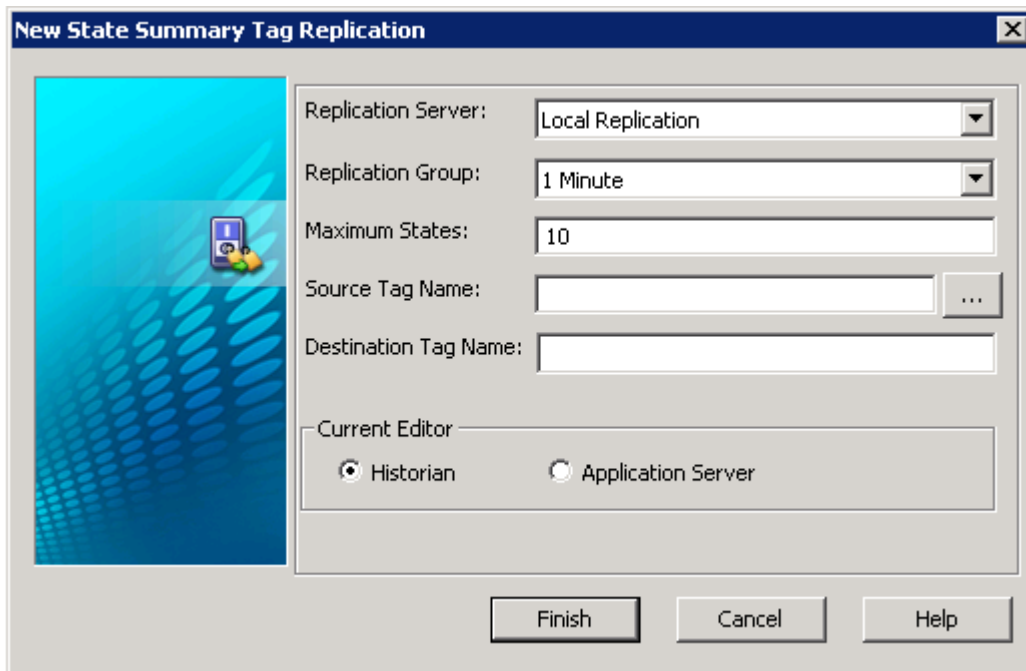 New State Summary Tag Replication
Replication Server: Local Replication
Replication Group: 1 Minute
Maximum States: 10
Source Tag Name: ...
Destination Tag Name:
Current Editor
Historian Application Server
Finish Cancel Help